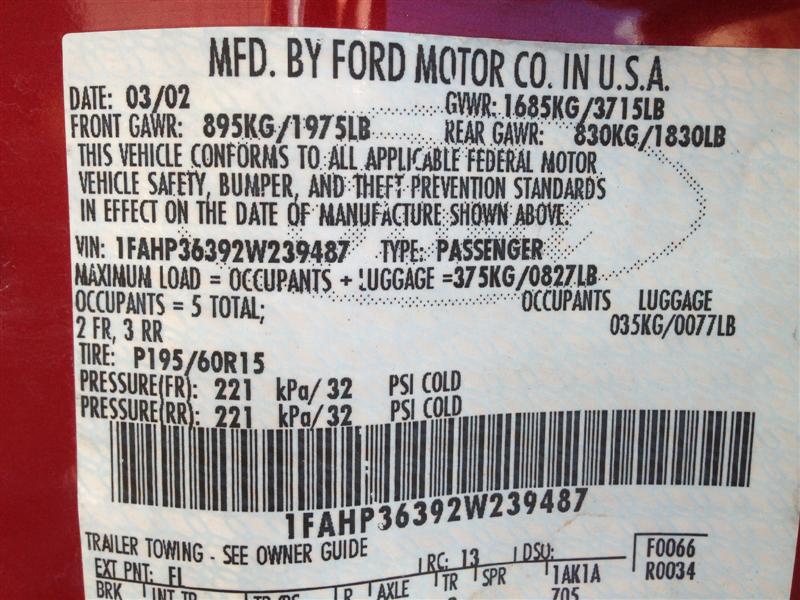 MFD. BY FORD MOTOR CO. IN U.S.A.
DATE: 03/02 GVWR: 1685KG/3715LB
FRONT GAWR: 895KG/1975LB REAR GAWR: 830KG/1830LB
THIS VEHICLE CONFORMS TO ALL APPLICABLE FEDERAL MOTOR
VEHICLE SAFETY, BUMPER, AND THEFT PREVENTION STANDARDS
IN EFFECT ON THE DATE OF MANUFACTURE SHOWN ABOVE.
VIN: 1FAHP36392W239487 TYPE: PASSENGER
MAXIMUM LOAD = OCCUPANTS + LUGGAGE =375KG/0827LB
OCCUPANTS = 5 TOTAL; OCCUPANTS LUGGAGE
2 FR, 3 RR 035KG/0077LB
TIRE: P195/60R15
PRESSURE(FR): 221 kPa/ 32 PSI COLD
PRESSURE(RR): 221 kPa/ 32 PSI COLD
1FAHP36392W239487
TRAILER TOWING - SEE OWNER GUIDE
EXT PNT: FI RC: 13 DSO: F0066
BRK INT TR TP/PS R AXLE TR SPR 1AK1A R0034
705